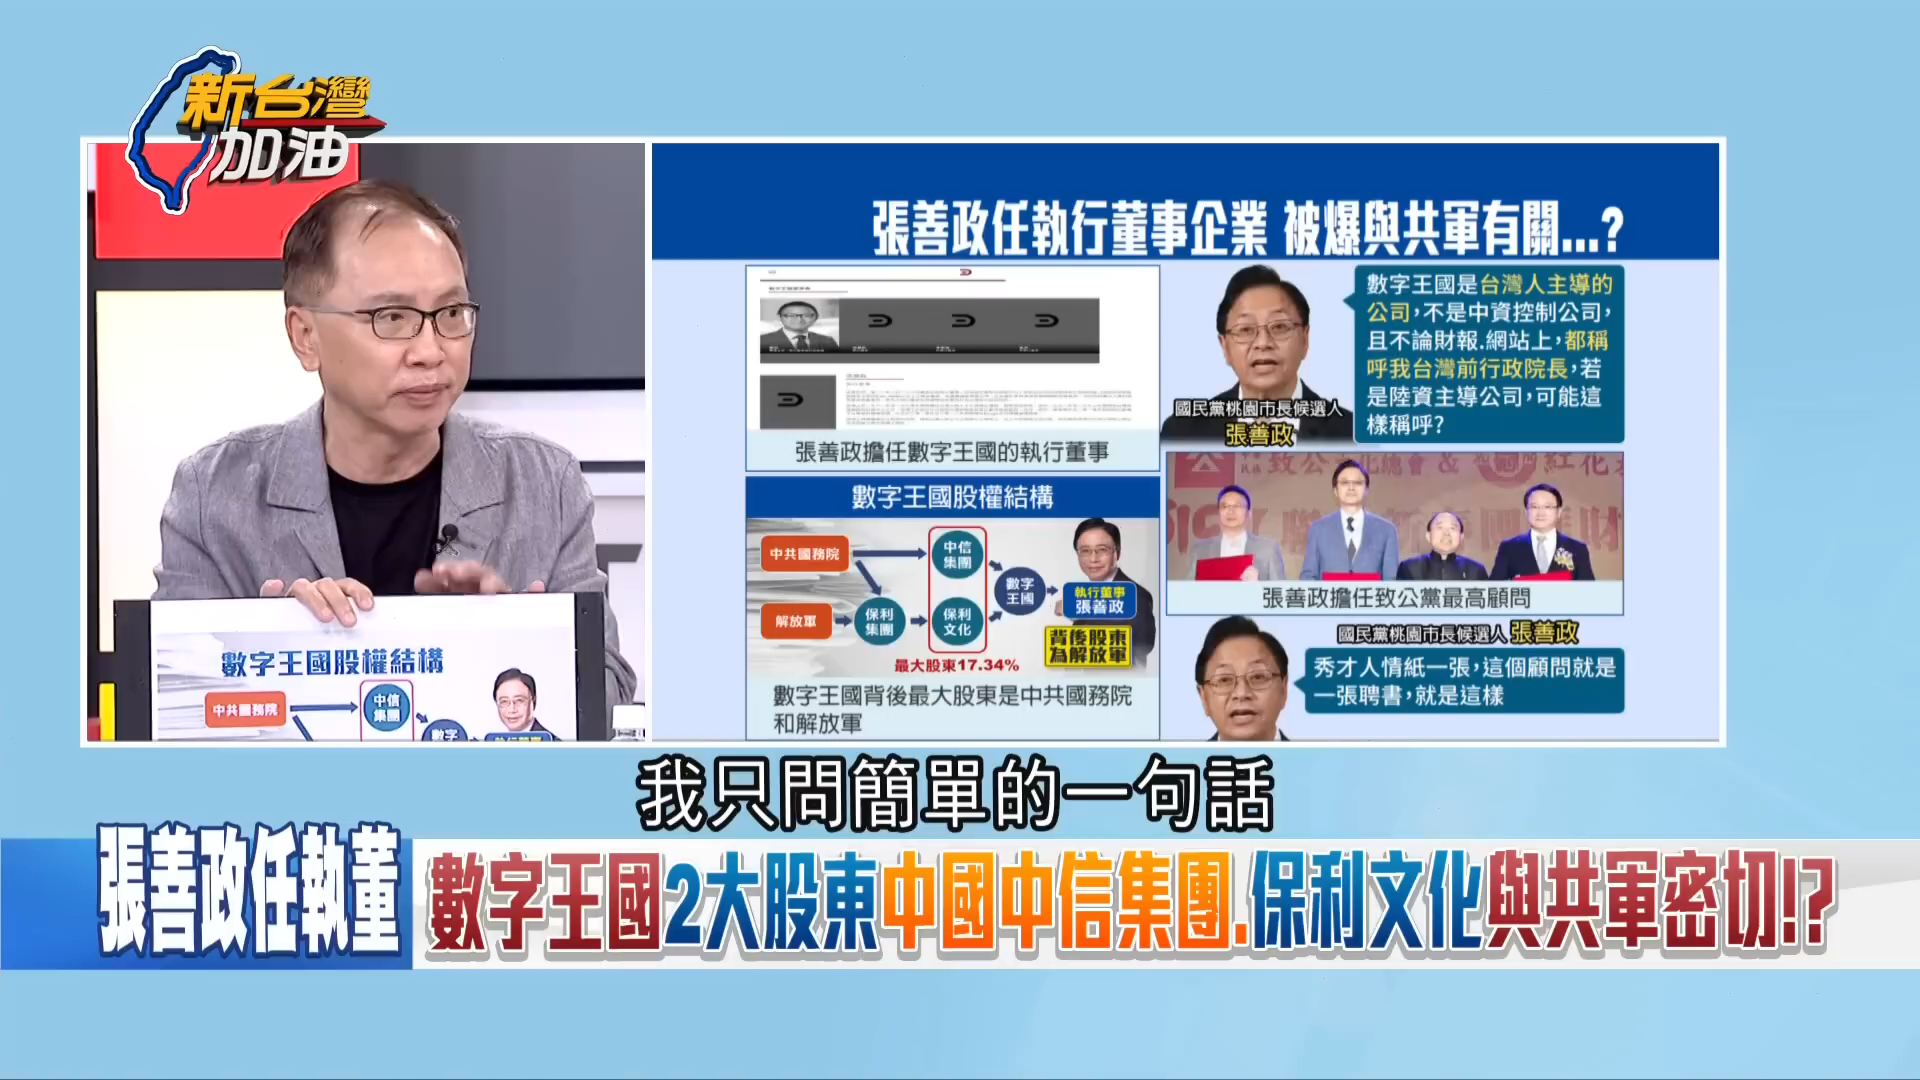 新台灣
加油
張善政任執行董事企業 被爆與共軍有關...?
張善政擔任數字王國的執行董事
數字王國股權結構
中共國務院
中信
集團
數字
王國
執行董事
張善政
解放軍
保利
集團
保利
文化
背後股東
為解放軍
最大股東17.34%
數字王國背後最大股東是中共國務院
和解放軍
數字王國是台灣人主導的
公司,不是中資控制公司,
且不論財報.網站上,都稱
呼我台灣前行政院長,若
是陸資主導公司,可能這
樣稱呼?
國民黨桃園市長候選人
張善政
致公
張善政擔任致公黨最高顧問
國民黨桃園市長候選人 張善政
秀才人情紙一張,這個顧問就是
一張聘書,就是這樣
數字王國股權結構
中共國務院
中信
集團
數字
我只問簡單的一句話
張善政任執董
數字王國2大股東中國中信集團.保利文化與共軍密切!?